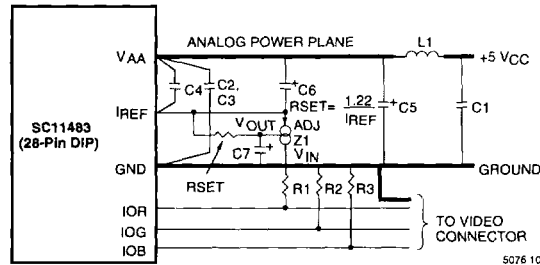 SC11483
(28-Pin DIP)
VAA
IREF
GND
IOR
IOG
IOB
ANALOG POWER PLANE
L1
+5 VCC
C4
C2,
C3
+C6
RSET= 1.22
IREF
+C5
C1
VOUT
ADJ
Z1
C7 +
VIN
RSET
GROUND
R1
R2
R3
TO VIDEO
CONNECTOR
5076 10